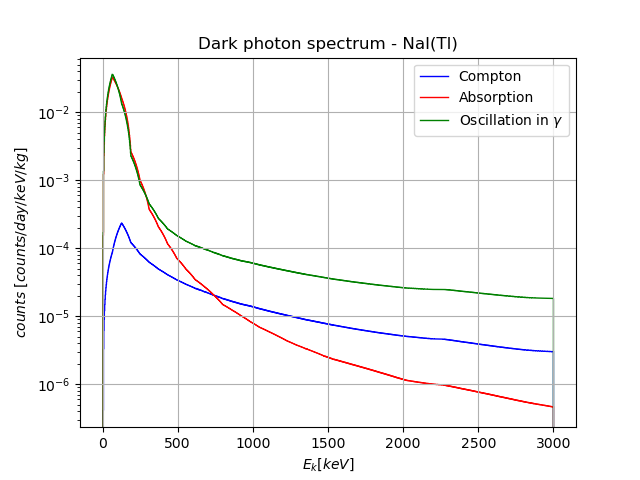 Dark photon spectrum - NaI(Tl)
Compton
Absorption
Oscillation in γ
counts [counts/day/keV/kg]
10⁻²
10⁻³
10⁻⁴
10⁻⁵
10⁻⁶
0 500 1000 1500 2000 2500 3000
Eₖ[keV]